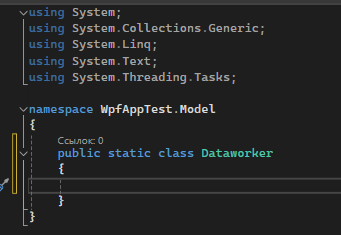 using System;
using System.Collections.Generic;
using System.Linq;
using System.Text;
using System.Threading.Tasks;
namespace WpfAppTest.Model
{
Ссылок: 0
public static class Dataworker
{
}
}